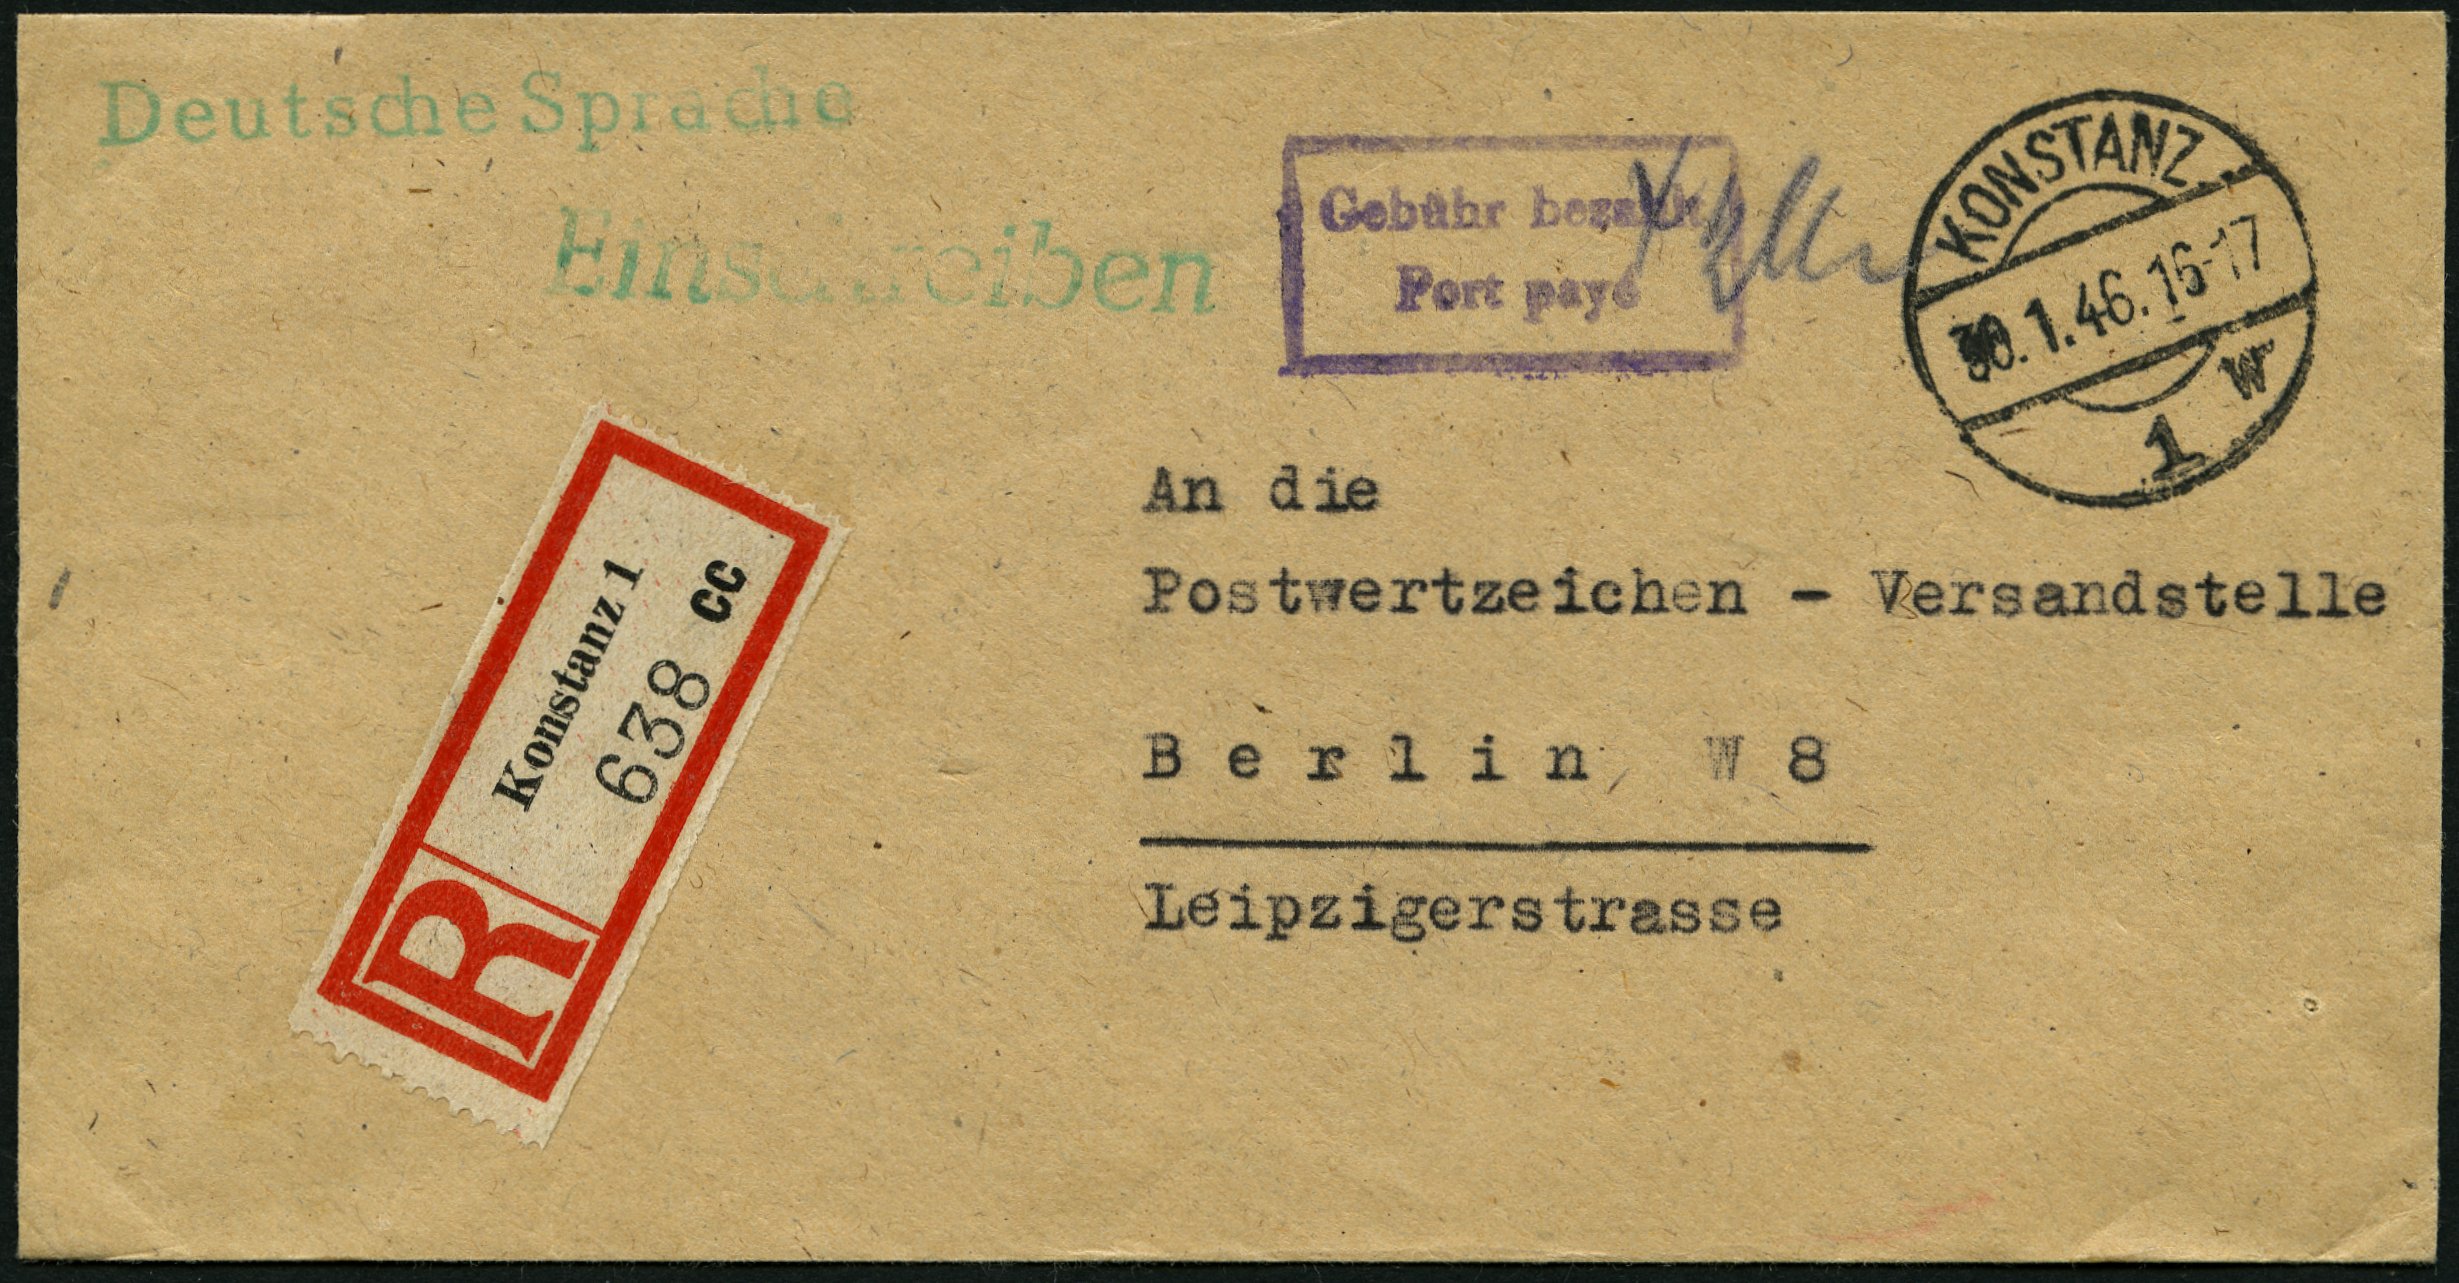 Deutsche Sprache
Einschreiben
Gebühr bezahlt
Port payé
KONSTANZ
30.1.46.16-17
w
1
An die
Postwertzeichen - Versandstelle
Berlin W 8
Leipzigerstrasse
Konstanz 1
638 cc
R